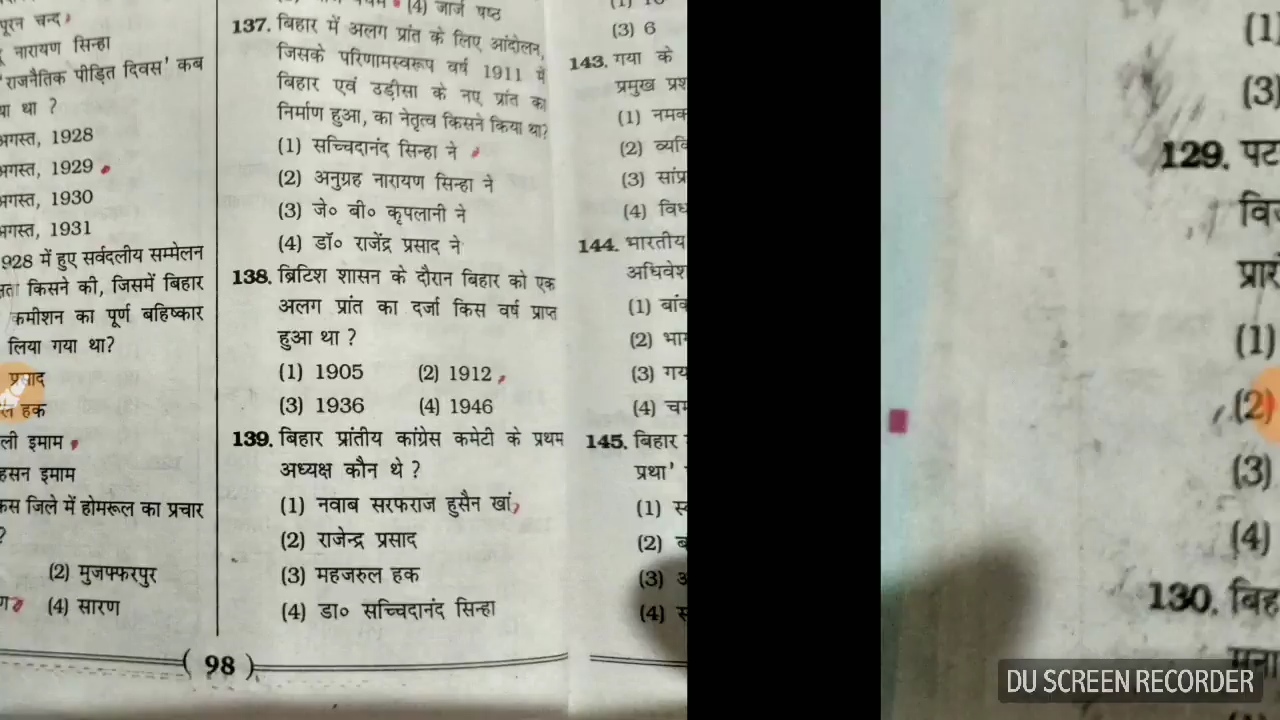 पूरन चन्द
नारायण सिन्हा
'राजनैतिक पीड़ित दिवस' कब
या था ?
अगस्त, 1928
अगस्त, 1929
अगस्त, 1930
अगस्त, 1931
928 में हुए सर्वदलीय सम्मेलन
किसने की, जिसमें बिहार
कमीशन का पूर्ण बहिष्कार
लिया गया था?
प्रसाद
हक
ली इमाम
हसन इमाम
जिले में होमरूल का प्रचार
?
(2) मुजफ्फरपुर
(4) सारण
(4) जार्ज षष्ठ
137. बिहार में अलग प्रांत के लिए आंदोलन,
जिसके परिणामस्वरूप वर्ष 1911 में
बिहार एवं उड़ीसा के नए प्रांत का
निर्माण हुआ, का नेतृत्व किसने किया था?
(1) सच्चिदानंद सिन्हा ने
(2) अनुग्रह नारायण सिन्हा ने
(3) जे० बी० कृपलानी ने
(4) डॉ० राजेंद्र प्रसाद ने
138. ब्रिटिश शासन के दौरान बिहार को एक
अलग प्रांत का दर्जा किस वर्ष प्राप्त
हुआ था ?
(1) 1905 (2) 1912
(3) 1936 (4) 1946
139. बिहार प्रांतीय कांग्रेस कमेटी के प्रथम
अध्यक्ष कौन थे ?
(1) नवाब सरफराज हुसैन खां
(2) राजेन्द्र प्रसाद
(3) महजरुल हक
(4) डा० सच्चिदानंद सिन्हा
( 98 )
(3) 6
143. गया के
प्रमुख प्रश
(1) नमक
(2) व्यक्ति
(3) सांप्र
(4) विध
144. भारतीय
अधिवेश
(1) बांक
(2) भाग
(3) गय
(4) चम
145. बिहार
प्रथा'
(1) स
(2) ब
(3)
(4)
(1)
(3)
129. पट
प्रारं
(1)
(2)
(3)
(4)
130. बिह
मना
DU SCREEN RECORDER